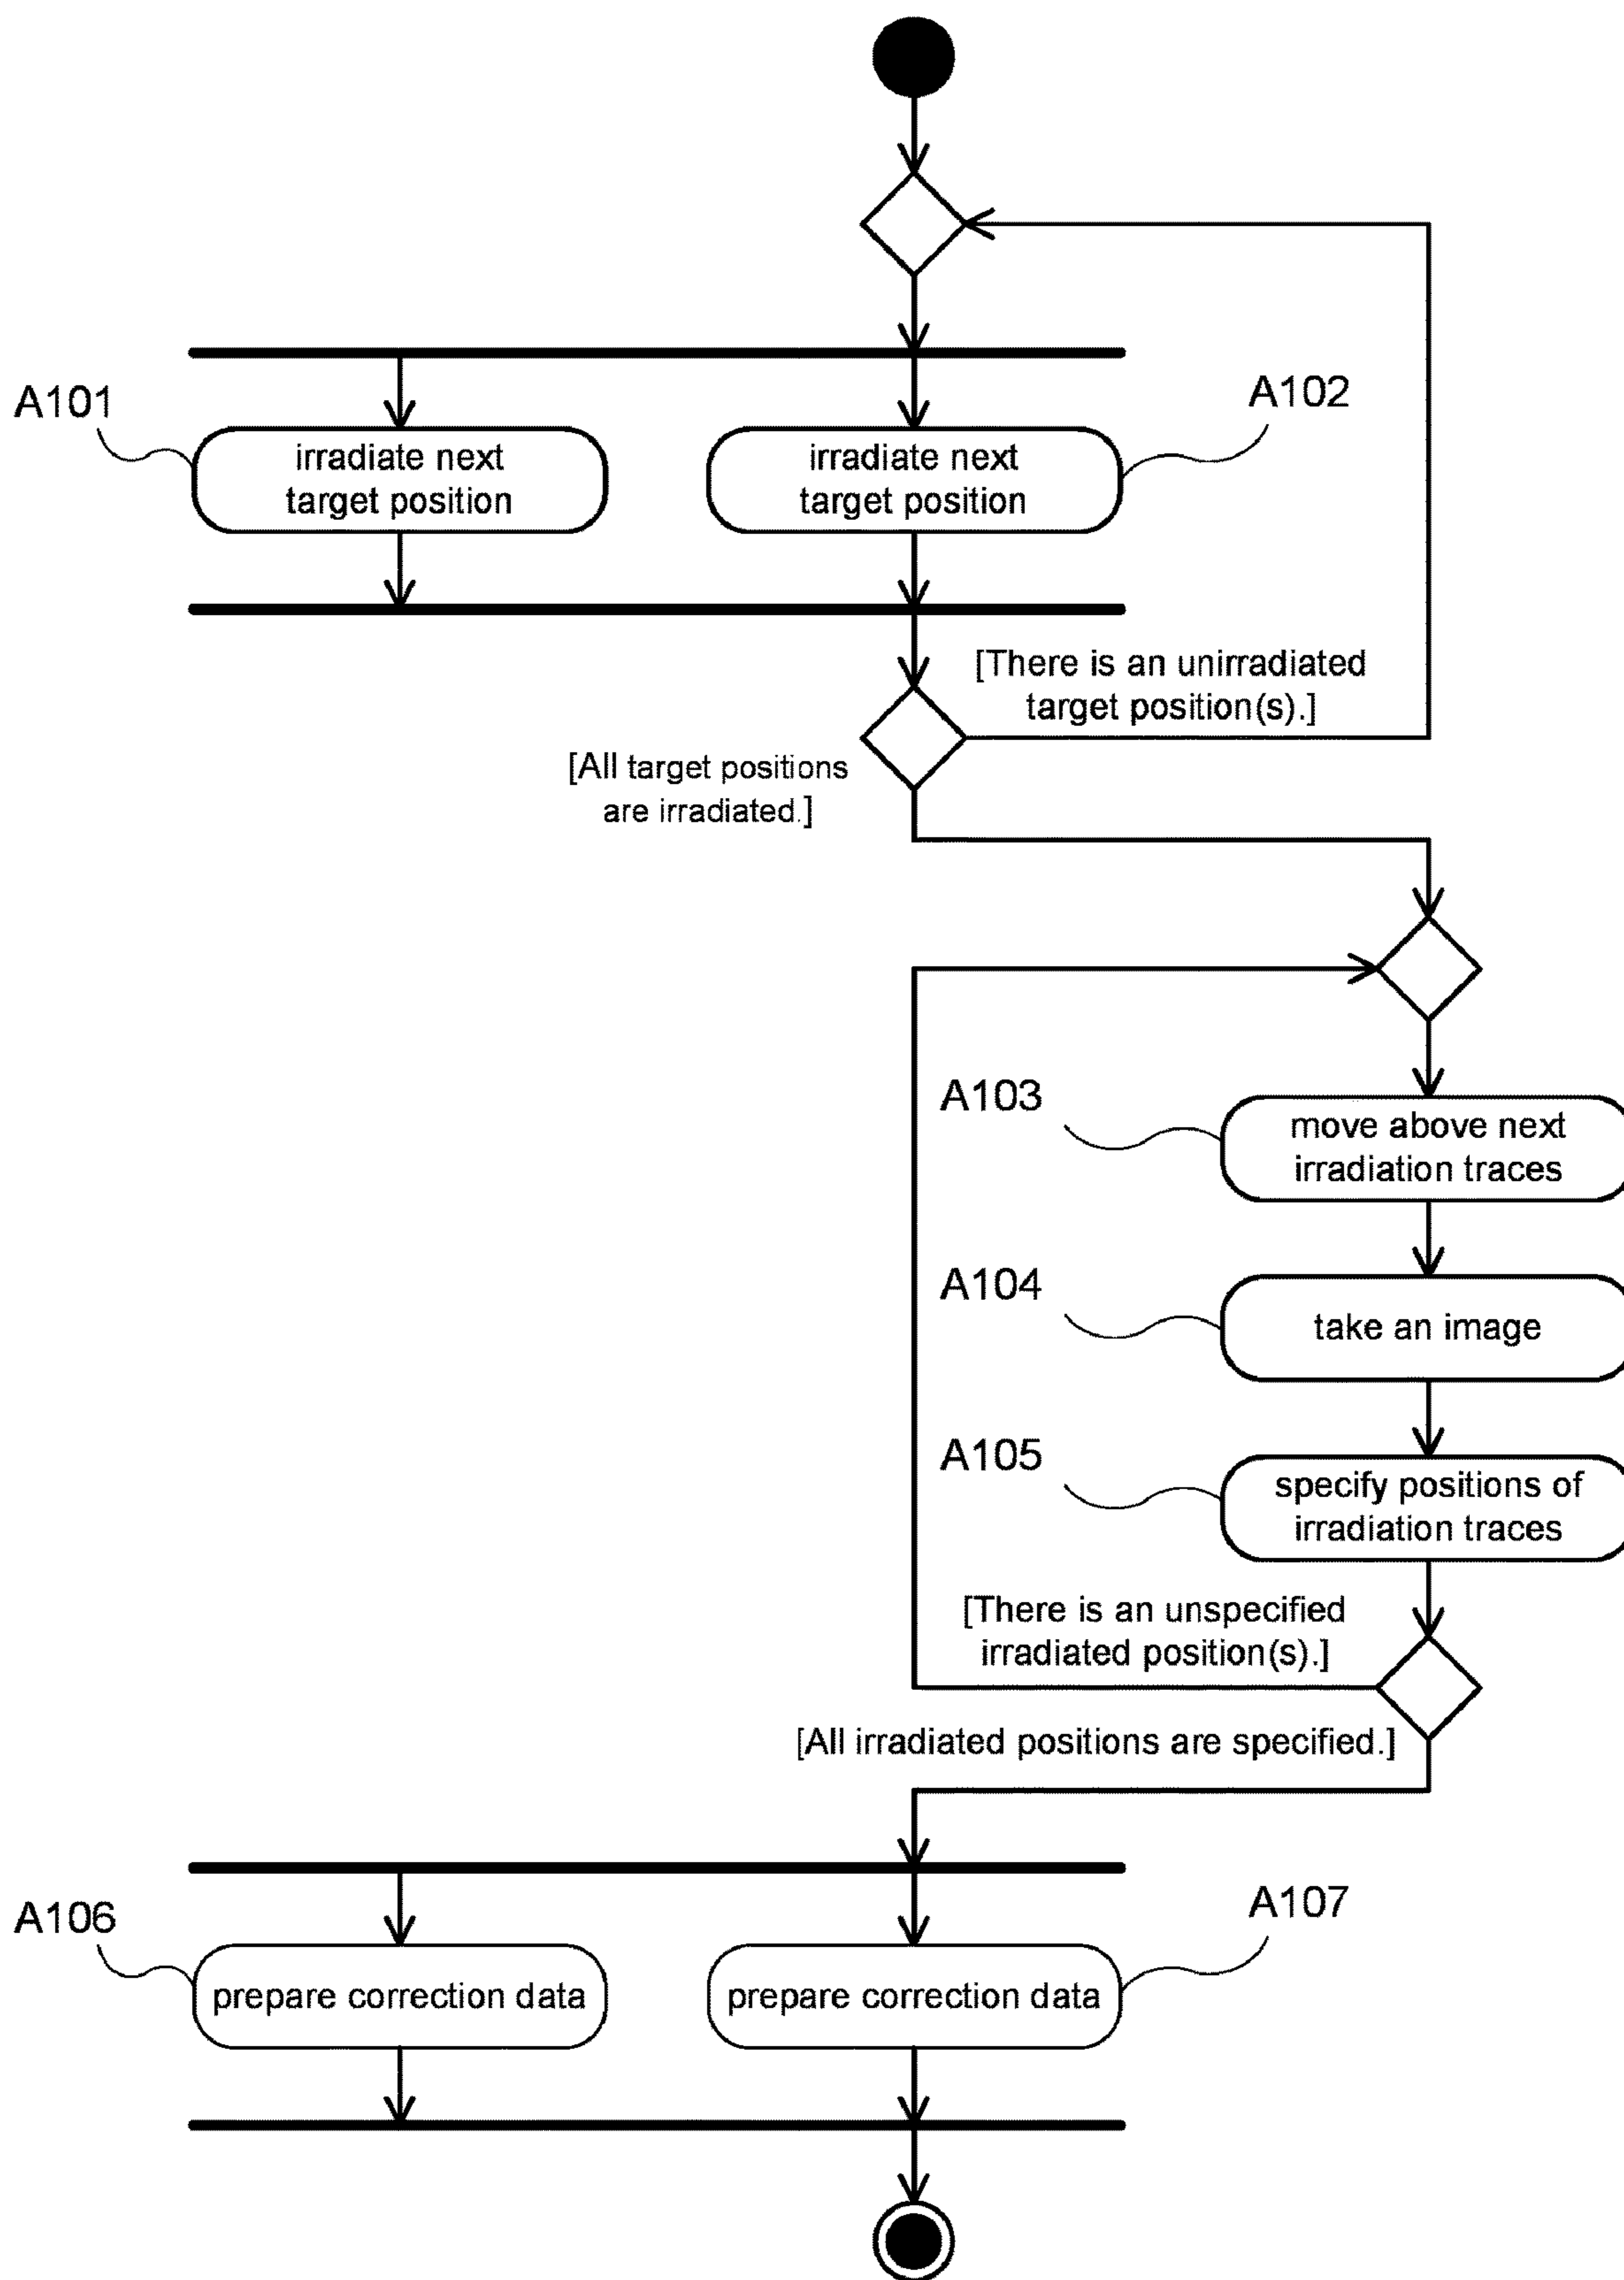 A101
A102
irradiate next
target position
irradiate next
target position
[There is an unirradiated
target position(s).]
[All target positions
are irradiated.]
A103
move above next
irradiation traces
A104
take an image
A105
specify positions of
irradiation traces
[There is an unspecified
irradiated position(s).]
[All irradiated positions are specified.]
A106
A107
prepare correction data
prepare correction data